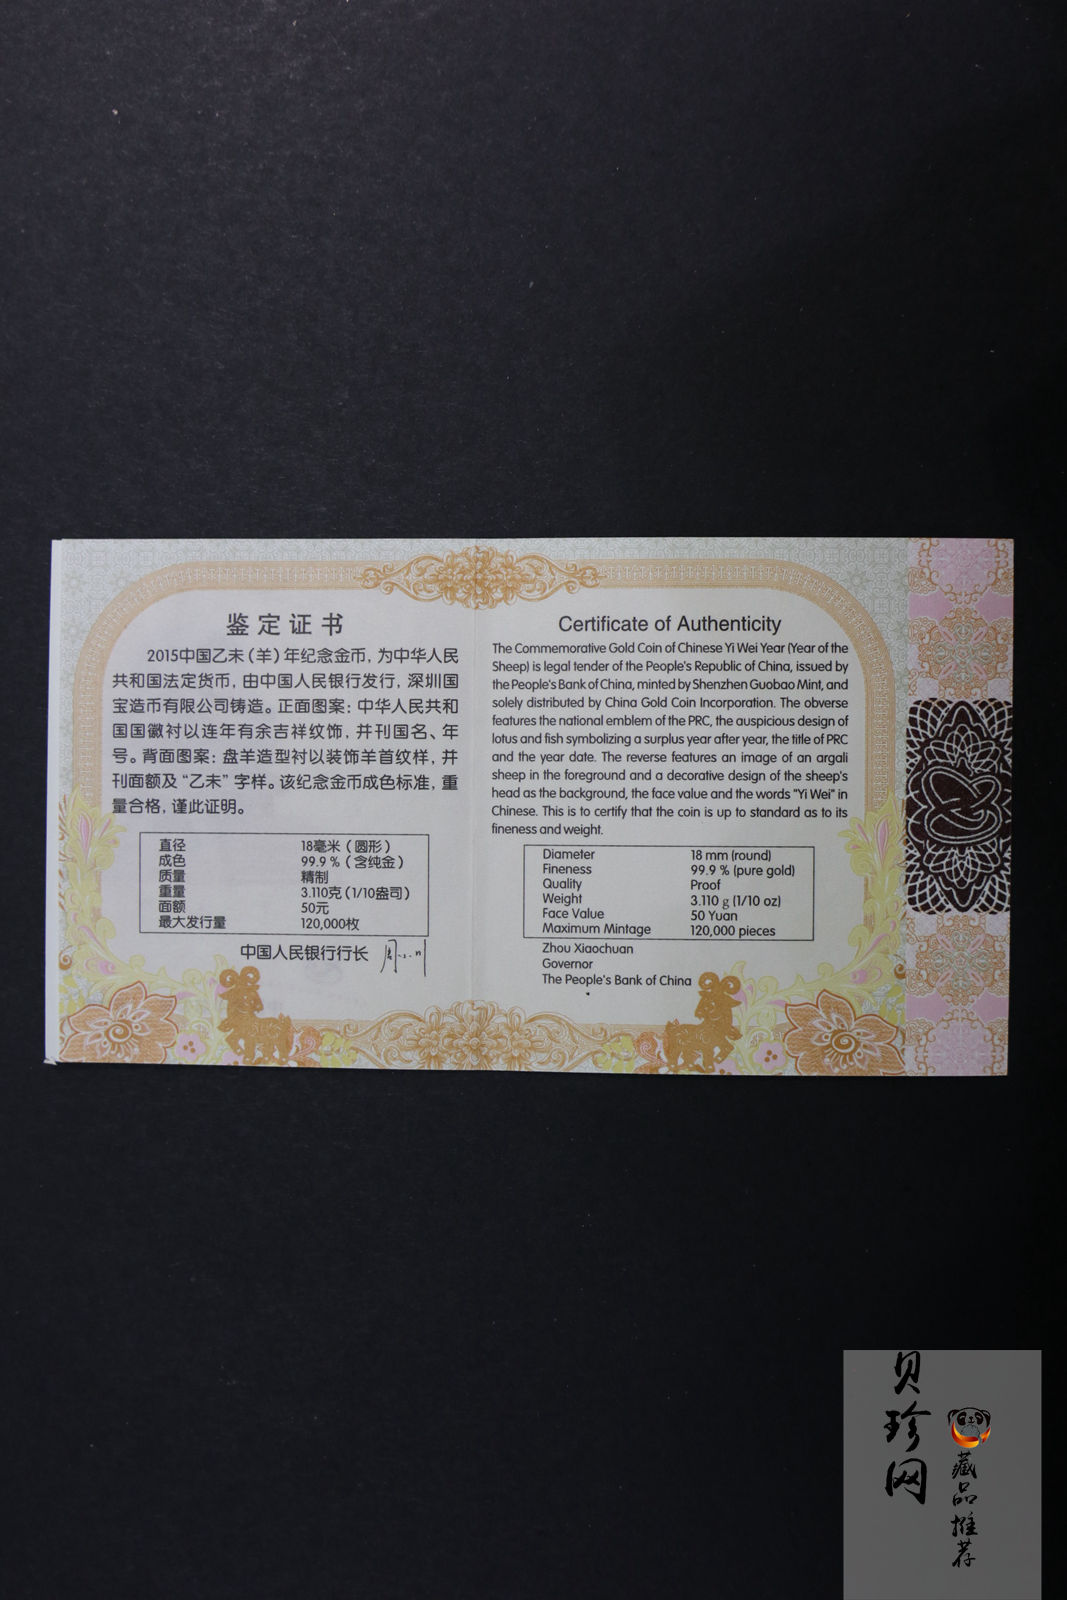 鉴定证书
2015中国乙未（羊）年纪念金币，为中华人民
共和国法定货币，由中国人民银行发行，深圳国
宝造币有限公司铸造。正面图案：中华人民共和
国国徽衬以连年有余吉祥纹饰，并刊国名、年
号。背面图案：盘羊造型衬以装饰羊首纹样，并
刊面额及“乙未”字样。该纪念金币成色标准，重
量合格，谨此证明。
直径 18毫米（圆形）
成色 99.9％（含纯金）
质量 精制
重量 3.110克（1/10盎司）
面额 50元
最大发行量 120,000枚
中国人民银行行长
Certificate of Authenticity
The Commemorative Gold Coin of Chinese Yi Wei Year (Year of the
Sheep) is legal tender of the People's Republic of China, issued by
the People's Bank of China, minted by Shenzhen Guobao Mint, and
solely distributed by China Gold Coin Incorporation. The obverse
features the national emblem of the PRC, the auspicious design of
lotus and fish symbolizing a surplus year after year, the title of PRC
and the year date. The reverse features an image of an argali
sheep in the foreground and a decorative design of the sheep's
head as the background, the face value and the words "Yi Wei" in
Chinese. This is to certify that the coin is up to standard as to its
fineness and weight.
Diameter 18 mm (round)
Fineness 99.9 % (pure gold)
Quality Proof
Weight 3.110 g (1/10 oz)
Face Value 50 Yuan
Maximum Mintage 120,000 pieces
Zhou Xiaochuan
Governor
The People's Bank of China
贝珍网
藏品推荐